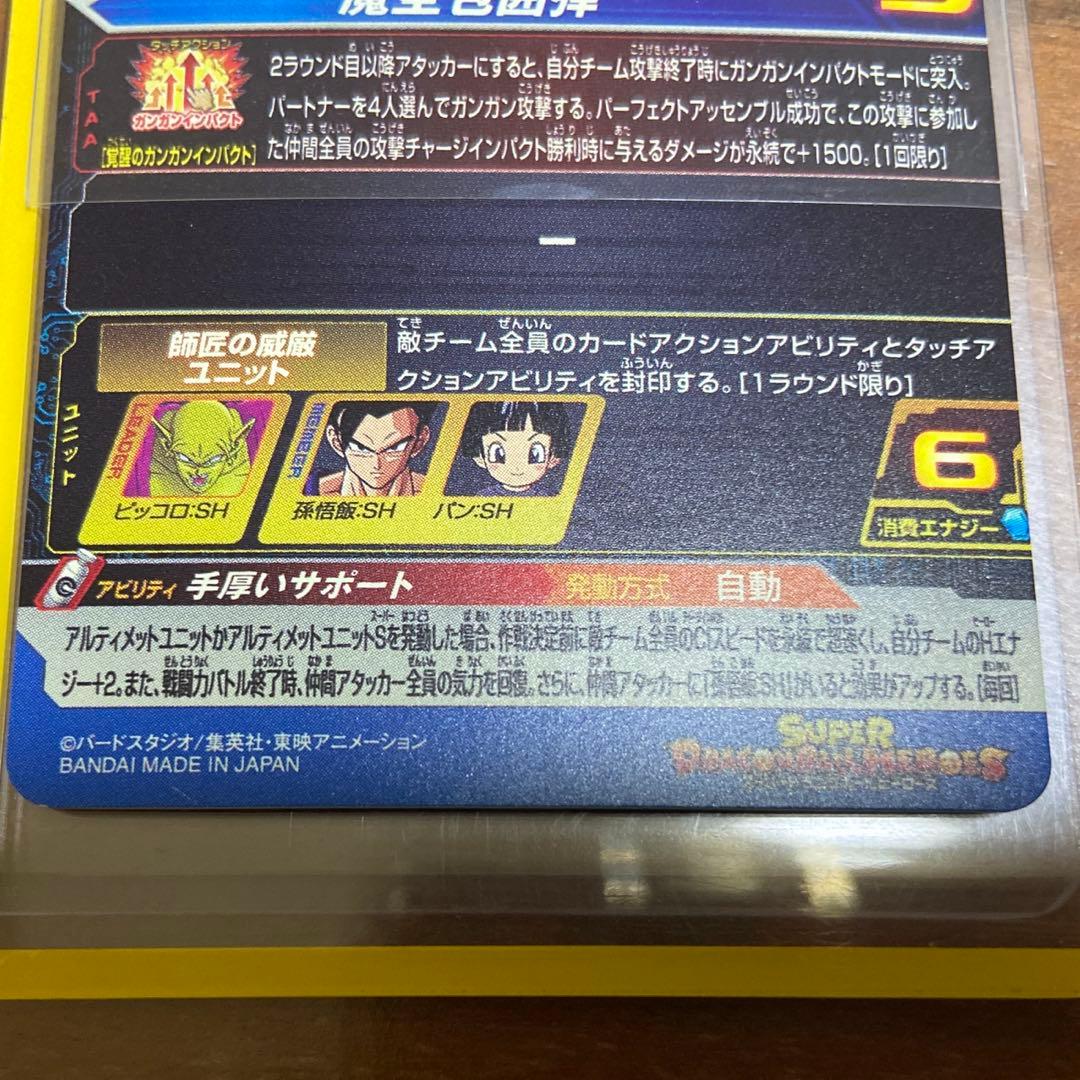 魔空包囲弾
タッチアクション
ガンガンインパクト
TAA
[覚醒のガンガンインパクト]
2ラウンド目以降アタッカーにすると、自分チーム攻撃終了時にガンガンインパクトモードに突入。
パートナーを4人選んでガンガン攻撃する。パーフェクトアッセンブル成功で、この攻撃に参加し
た仲間全員の攻撃チャージインパクト勝利時に与えるダメージが永続で+1500。[1回限り]
ー
ユニット
師匠の威厳
ユニット
敵チーム全員のカードアクションアビリティとタッチア
クションアビリティを封印する。[1ラウンド限り]
LEADER
ピッコロ:SH
MEMBER
孫悟飯:SH
パン:SH
6
消費エナジー
アビリティ 手厚いサポート 発動方式 自動
アルティメットユニットかアルティメットユニットSを発動した場合、作戦決定前に敵チーム全員のCIスピードを永続で超速くし、自分チームのHエナ
ジー+2。また、戦闘力バトル終了時、仲間アタッカー全員の気力を回復。さらに、仲間アタッカーに「孫悟飯:SH」がいると効果がアップする。[毎回]
©バードスタジオ/集英社・東映アニメーション
BANDAI MADE IN JAPAN
SUPER
DRAGONBALL HEROES